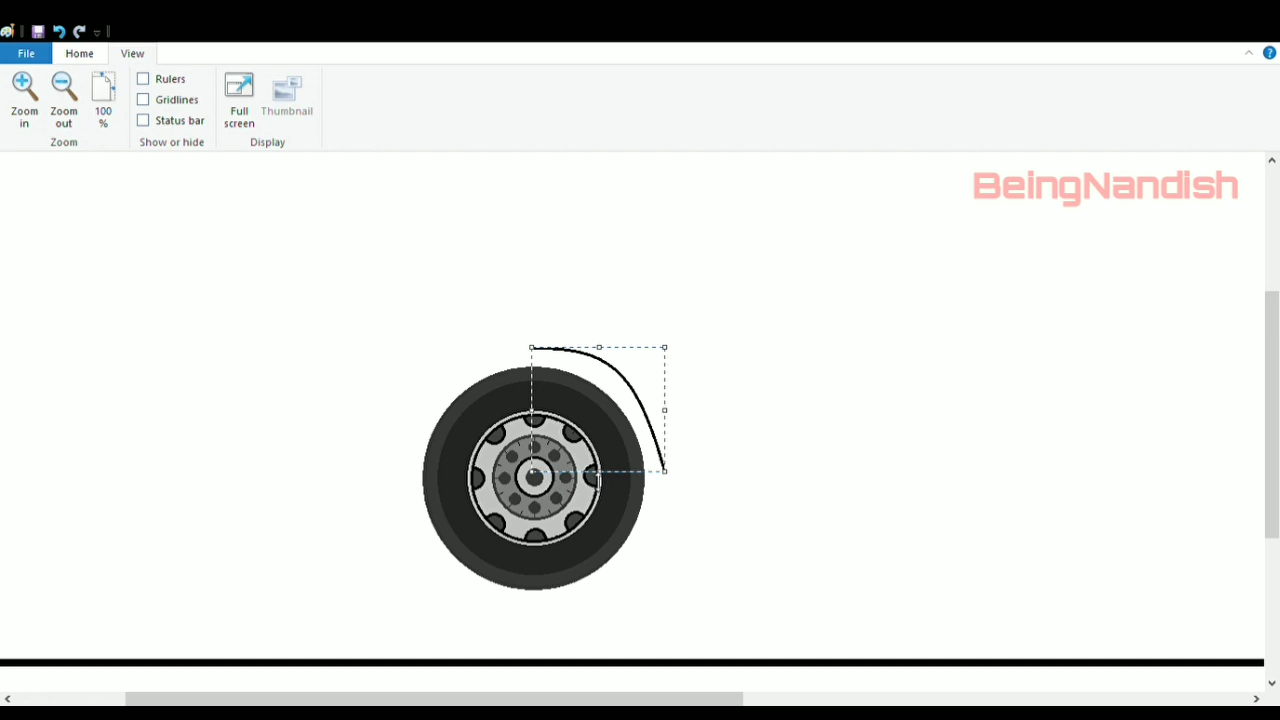 File Home View
Zoom in
Zoom out
100 %
Rulers
Gridlines
Status bar
Full screen
Thumbnail
Zoom
Show or hide
Display
BeingNandish